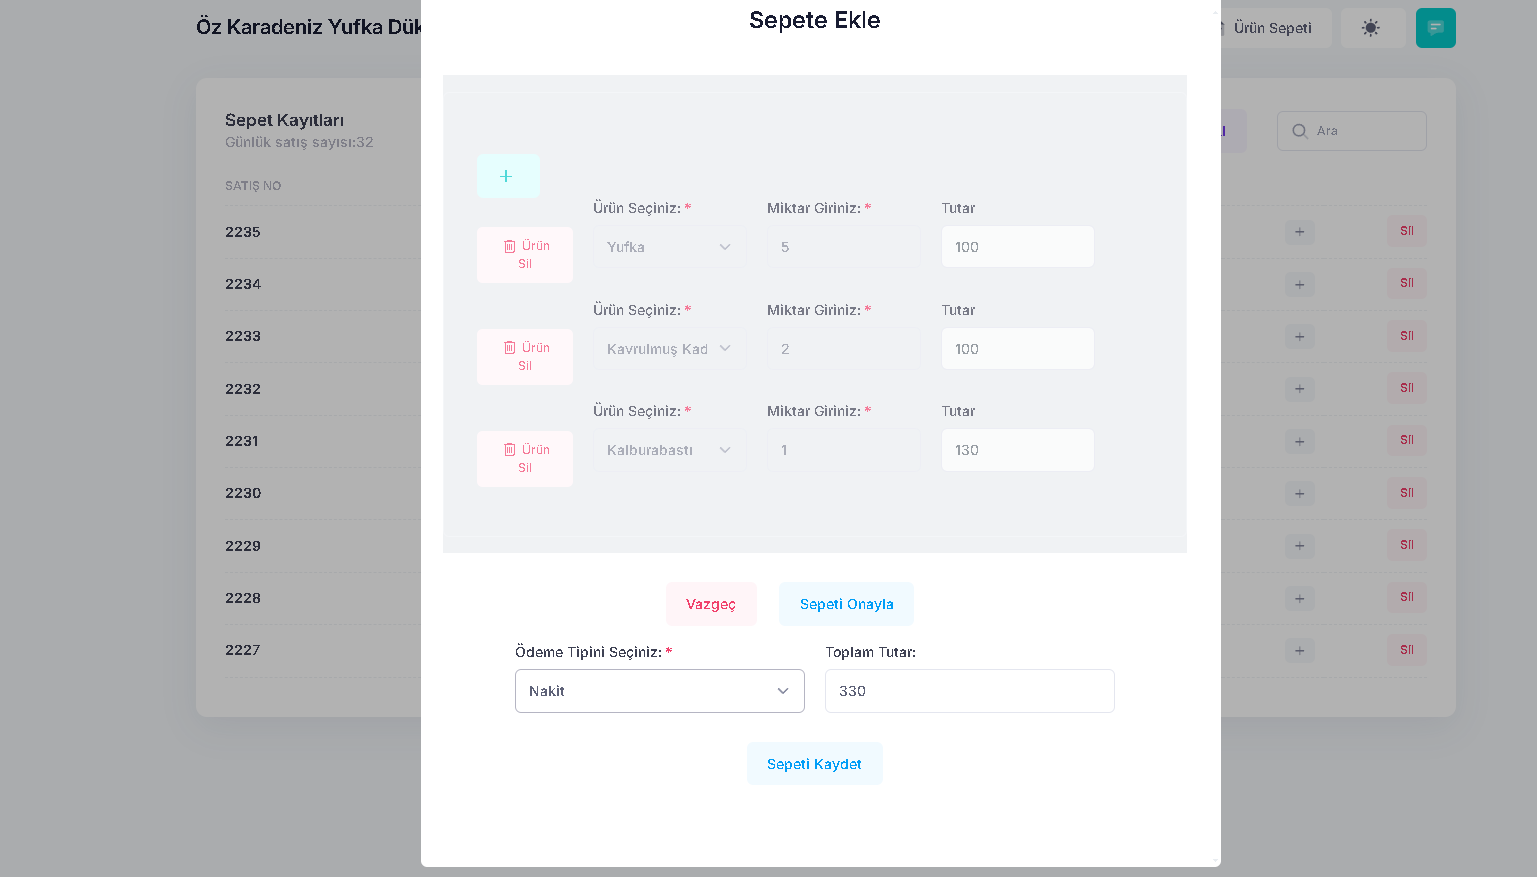 Sepete Ekle
Öz Karadeniz Yufka Dük
Ürün Sepeti
Sepet Kayıtları
Günlük satış sayısı:32
Ara
SATIŞ NO
2235
Sil
2234
Sil
2233
Sil
2232
Sil
2231
Sil
2230
Sil
2229
Sil
2228
Sil
2227
Sil
+
Ürün Seçiniz: *
Miktar Giriniz: *
Tutar
Ürün Sil
Yufka
5
100
Ürün Seçiniz: *
Miktar Giriniz: *
Tutar
Ürün Sil
Kavrulmuş Kad
2
100
Ürün Seçiniz: *
Miktar Giriniz: *
Tutar
Ürün Sil
Kalburabastı
1
130
Vazgeç
Sepeti Onayla
Ödeme Tipini Seçiniz: *
Toplam Tutar:
Nakit
330
Sepeti Kaydet